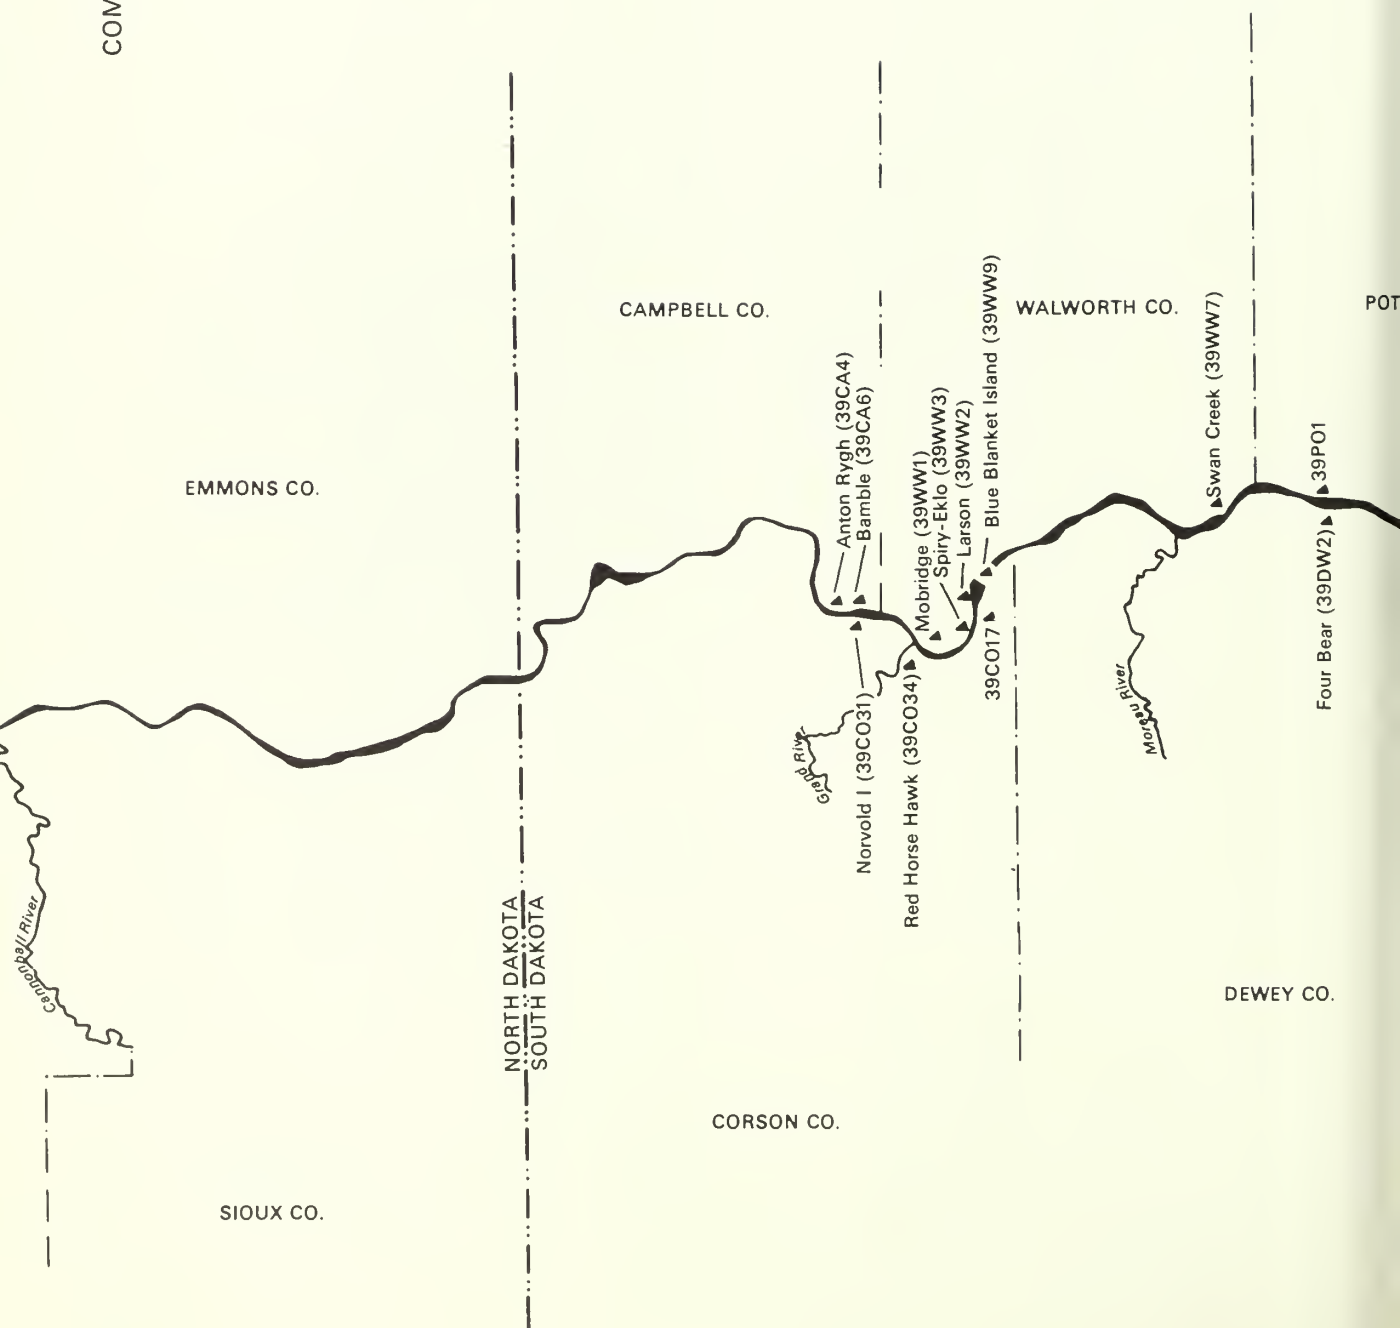 COM
CAMPBELL CO.
WALWORTH CO.
POT
EMMONS CO.
Anton Rygh (39CA4)
Bamble (39CA6)
Mobridge (39WW1)
Spiry-Eklo (39WW3)
Larson (39WW2)
Blue Blanket Island (39WW9)
Swan Creek (39WW7)
39PO1
Norvold I (39CO31)
Red Horse Hawk (39CO34)
39CO17
Four Bear (39DW2)
Grand River
Moreau River
Cannonball River
NORTH DAKOTA
SOUTH DAKOTA
DEWEY CO.
CORSON CO.
SIOUX CO.